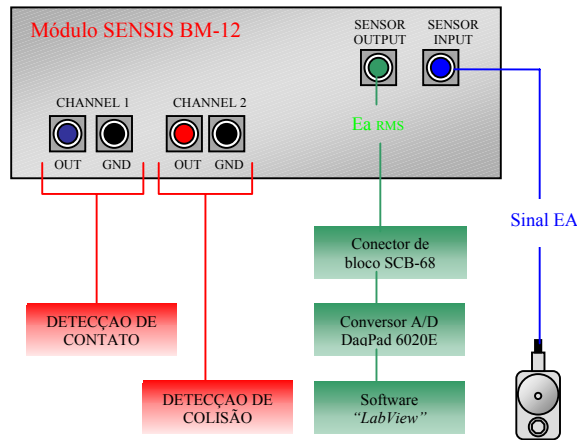 Módulo SENSIS BM-12
SENSOR
OUTPUT
SENSOR
INPUT
CHANNEL 1
CHANNEL 2
OUT
GND
OUT
GND
Ea RMS
Sinal EA
Conector de
bloco SCB-68
DETECÇAO DE
CONTATO
Conversor A/D
DaqPad 6020E
DETECÇAO DE
COLISÃO
Software
“LabView”